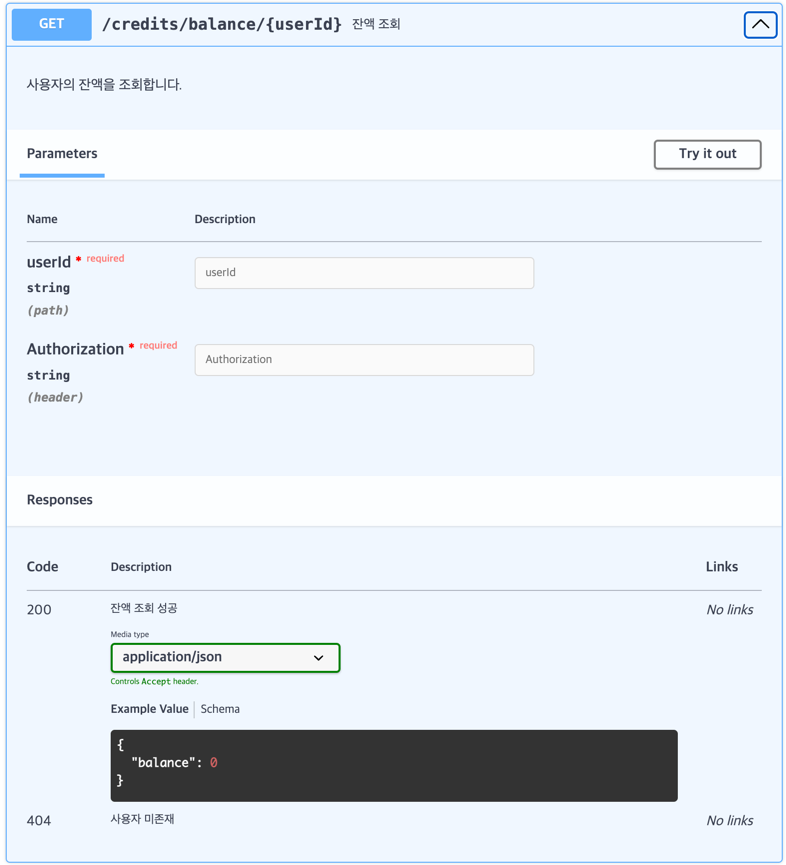 GET /credits/balance/{userId} 잔액 조회
사용자의 잔액을 조회합니다.
Parameters Try it out
Name Description
userId * required userId
string
(path)
Authorization * required Authorization
string
(header)
Responses
Code Description Links
200 잔액 조회 성공 No links
Media type
application/json
Controls Accept header.
Example Value Schema
{
"balance": 0
}
404 사용자 미존재 No links